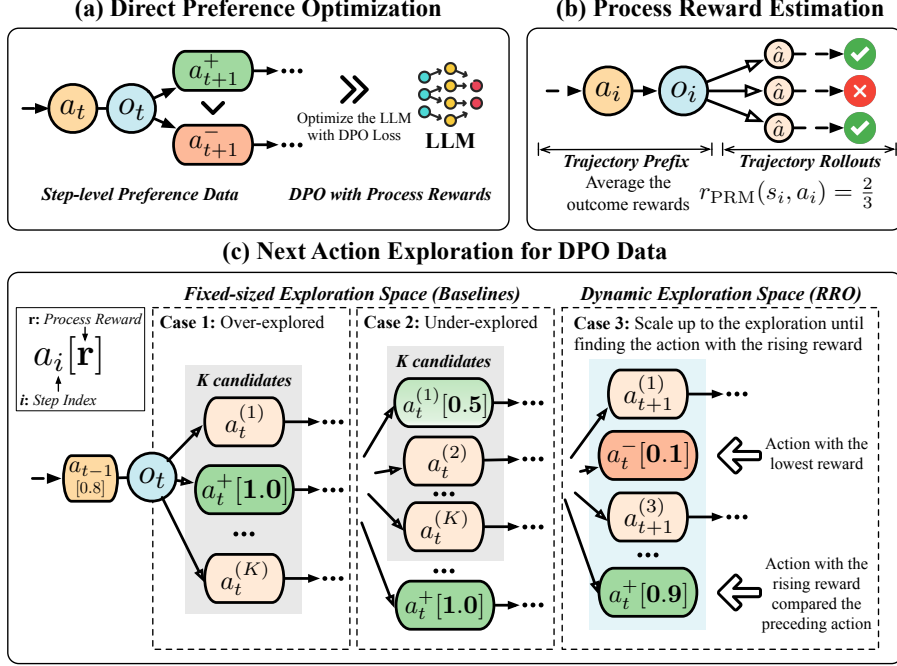 (a) Direct Preference Optimization
a_{t+1}^{+}
a_t
o_t
a_{t+1}^{-}
...
...
Optimize the LLM
with DPO Loss
LLM
Step-level Preference Data
DPO with Process Rewards
(b) Process Reward Estimation
a_i
o_i
â
â
â
Trajectory Prefix
Trajectory Rollouts
Average the
outcome rewards
r_{PRM}(s_i, a_i) = 2/3
(c) Next Action Exploration for DPO Data
Fixed-sized Exploration Space (Baselines)
Dynamic Exploration Space (RRO)
r: Process Reward
a_i[r]
i: Step Index
a_{t-1}
[0.8]
o_t
Case 1: Over-explored
K candidates
a_t^{(1)}
...
a_t^{+}[1.0]
...
...
a_t^{(K)}
...
Case 2: Under-explored
K candidates
a_t^{(1)}[0.5]
...
a_t^{(2)}
...
...
a_t^{(K)}
...
...
a_t^{+}[1.0]
...
Case 3: Scale up to the exploration until
finding the action with the rising reward
a_{t+1}^{(1)}
...
a_t^{-}[0.1]
Action with the
lowest reward
a_{t+1}^{(3)}
...
...
a_t^{+}[0.9]
Action with the
rising reward
compared the
preceding action